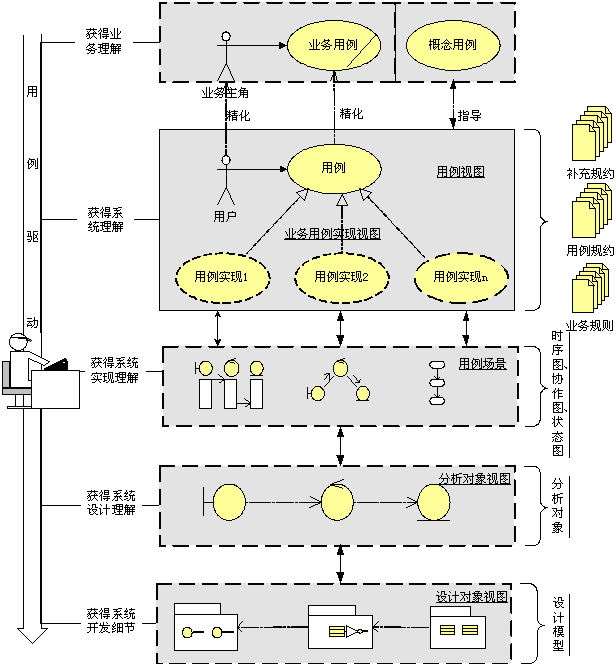 获得业
务理解
业务用例
概念用例
业务主角
精化
精化
指导
用例驱动
用例视图
用例
用户
获得系
统理解
业务用例实现视图
用例实现1
用例实现2
用例实现n
补充规约
用例规约
业务规则
获得系统
实现理解
用例场景
时序图、协作图、状态图
获得系统
设计理解
分析对象视图
分析对象
获得系统
开发细节
设计对象视图
设计模型